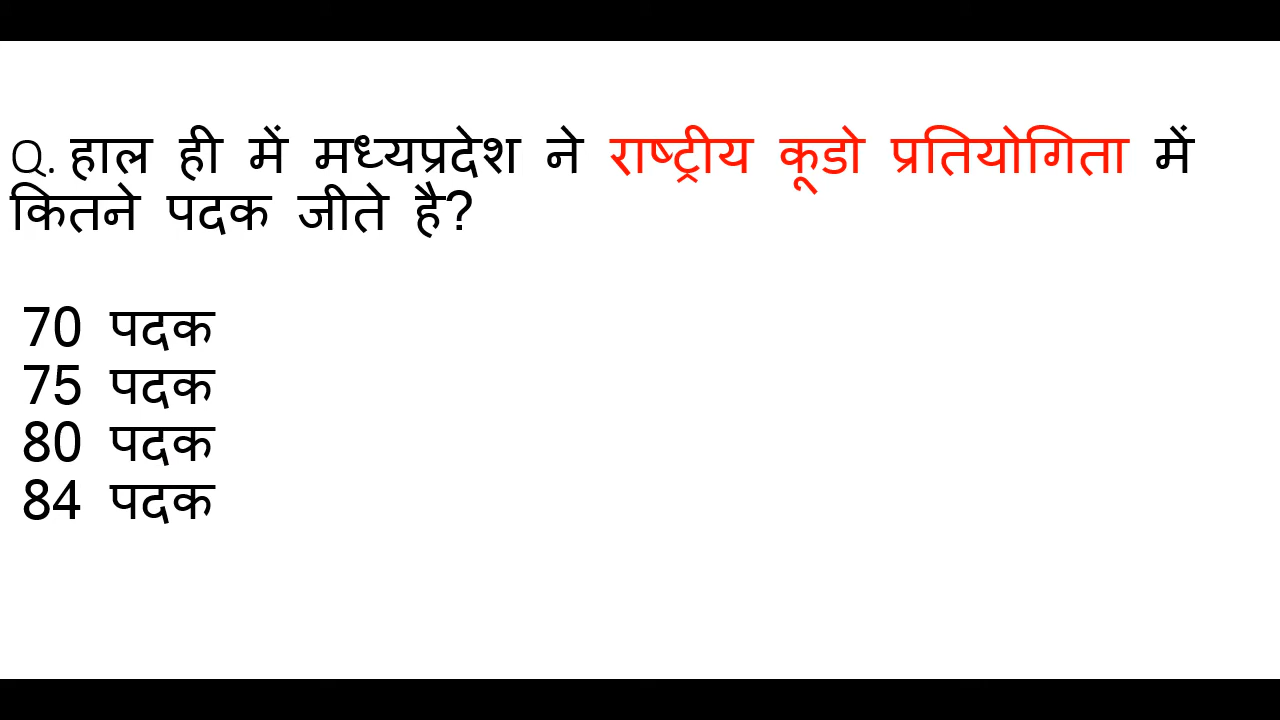 Q. हाल ही में मध्यप्रदेश ने राष्ट्रीय कूडो प्रतियोगिता में
कितने पदक जीते है?
70 पदक
75 पदक
80 पदक
84 पदक